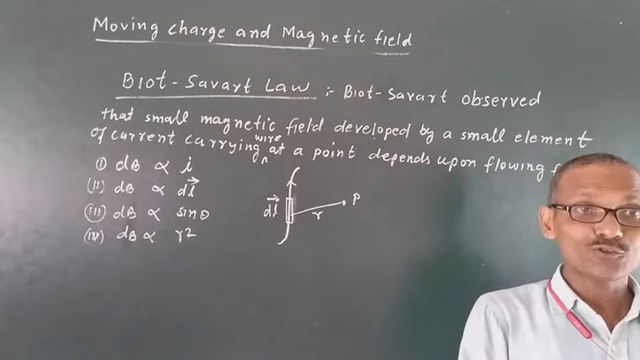 Moving charge and Magnetic field
Biot-Savart Law :- Biot-Savart observed
that small magnetic field developed by a small element
of current carrying wire ^ at a point depends upon flowing
(i) dB ∝ i
(ii) dB ∝ dl⃗
(iii) dB ∝ sinθ
(iv) dB ∝ r2
dl⃗
r
P